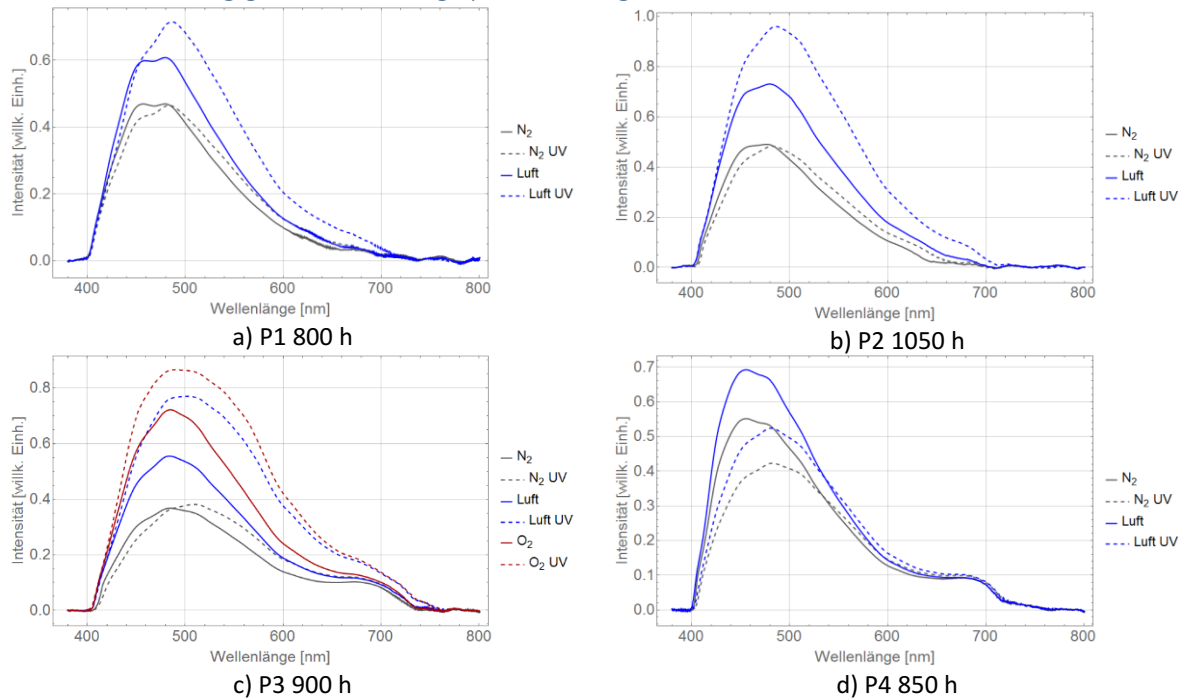 0.6
0.4
0.2
0.0
Intensität [willk. Einh.]
400 500 600 700 800
Wellenlänge [nm]
N2
N2 UV
Luft
Luft UV
a) P1 800 h
1.0
0.8
0.6
0.4
0.2
0.0
Intensität [willk. Einh.]
400 500 600 700 800
Wellenlänge [nm]
N2
N2 UV
Luft
Luft UV
b) P2 1050 h
0.8
0.6
0.4
0.2
0.0
Intensität [willk. Einh.]
400 500 600 700 800
Wellenlänge [nm]
N2
N2 UV
Luft
Luft UV
O2
O2 UV
c) P3 900 h
0.7
0.6
0.5
0.4
0.3
0.2
0.1
0.0
Intensität [willk. Einh.]
400 500 600 700 800
Wellenlänge [nm]
N2
N2 UV
Luft
Luft UV
d) P4 850 h